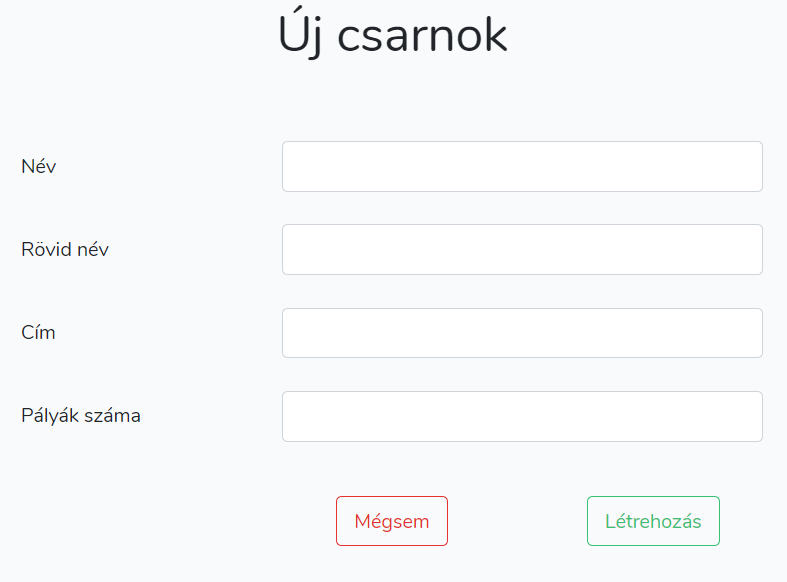 Új csarnok
Név
Rövid név
Cím
Pályák száma
Mégsem
Létrehozás